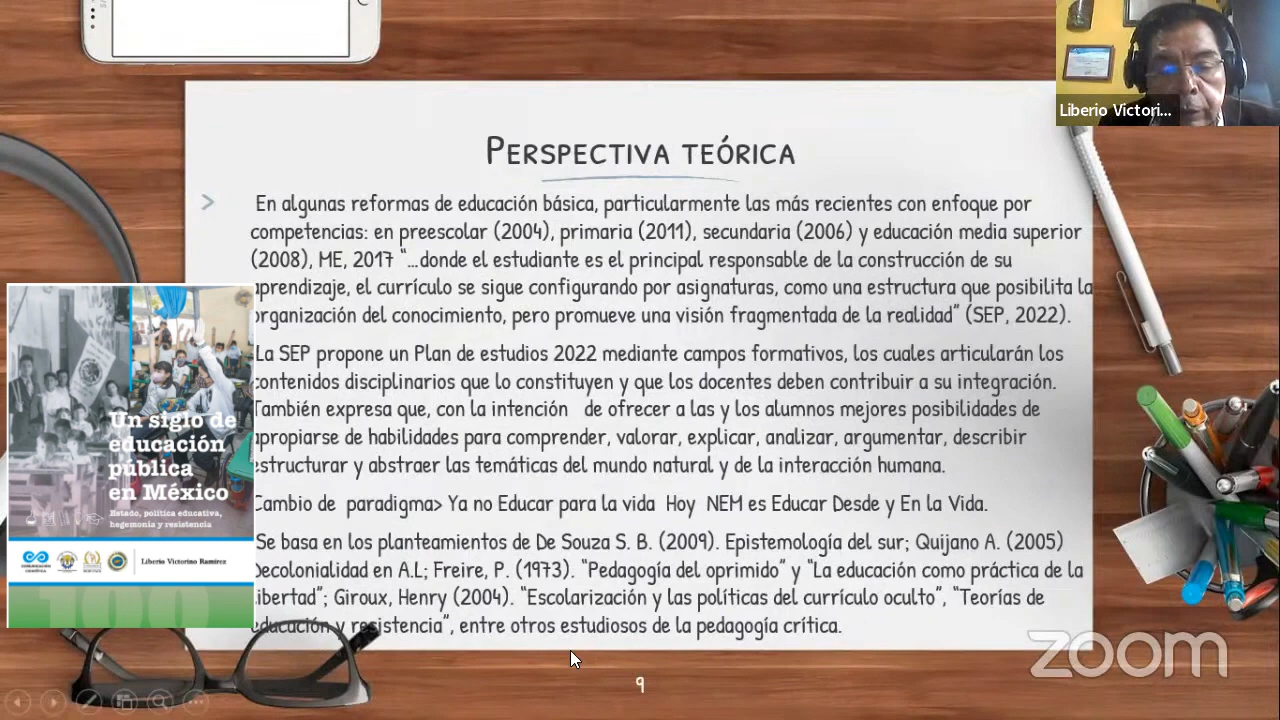 Liberio Victori...
PERSPECTIVA TEÓRICA
> En algunas reformas de educación básica, particularmente las más recientes con enfoque por
competencias: en preescolar (2004), primaria (2011), secundaria (2006) y educación media superior
(2008), ME, 2017 “...donde el estudiante es el principal responsable de la construcción de su
aprendizaje, el currículo se sigue configurando por asignaturas, como una estructura que posibilita la
organización del conocimiento, pero promueve una visión fragmentada de la realidad” (SEP, 2022).
La SEP propone un Plan de estudios 2022 mediante campos formativos, los cuales articularán los
contenidos disciplinarios que lo constituyen y que los docentes deben contribuir a su integración.
También expresa que, con la intención de ofrecer a las y los alumnos mejores posibilidades de
apropiarse de habilidades para comprender, valorar, explicar, analizar, argumentar, describir
estructurar y abstraer las temáticas del mundo natural y de la interacción humana.
Cambio de paradigma> Ya no Educar para la vida Hoy NEM es Educar Desde y En la Vida.
Se basa en los planteamientos de De Souza S. B. (2009). Epistemología del sur; Quijano A. (2005)
Decolonialidad en A.L; Freire, P. (1973). “Pedagogía del oprimido” y “La educación como práctica de la
libertad”; Giroux, Henry (2004). “Escolarización y las políticas del currículo oculto”, “Teorías de
educación y resistencia”, entre otros estudiosos de la pedagogía crítica.
Un siglo de
educación
pública
en México
Estado, política educativa,
hegemonía y resistencia
COMUNICACIÓN
CIENTÍFICA
Liberio Victorino Ramírez
100
zoom
9